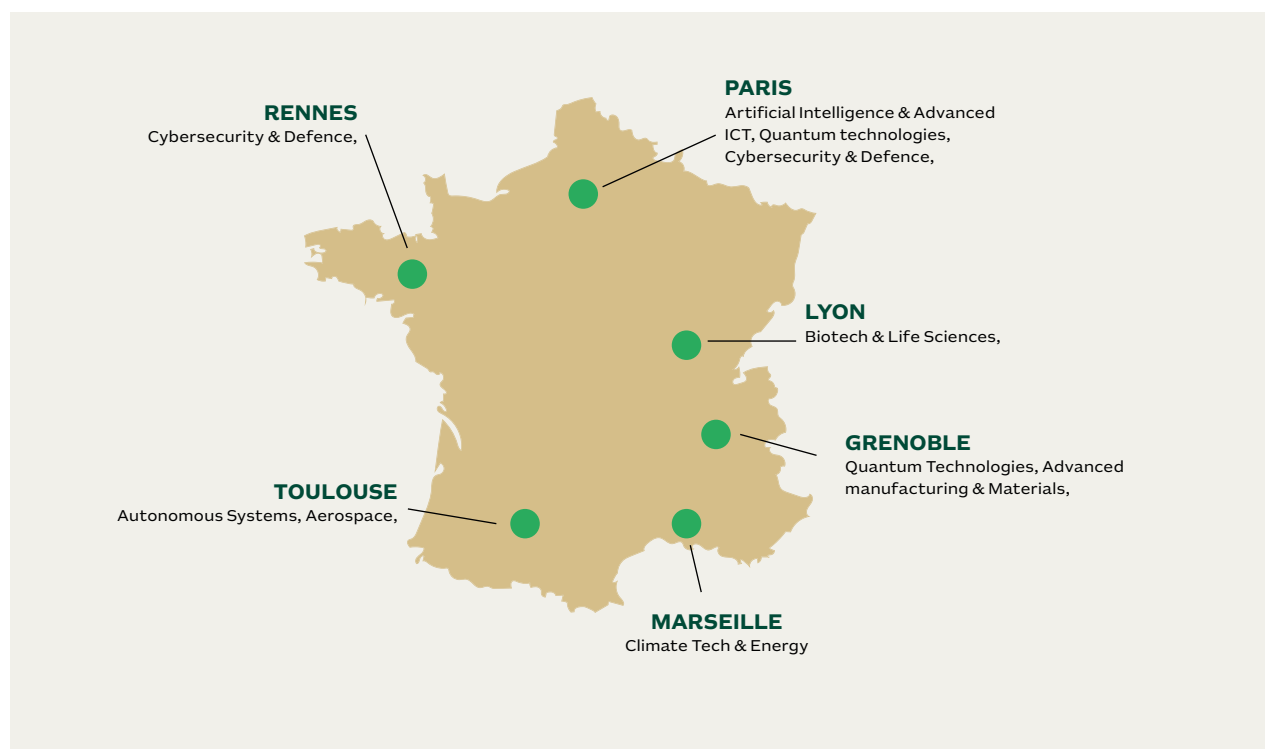 RENNES
Cybersecurity & Defence,
PARIS
Artificial Intelligence & Advanced
ICT, Quantum technologies,
Cybersecurity & Defence,
LYON
Biotech & Life Sciences,
GRENOBLE
Quantum Technologies, Advanced
manufacturing & Materials,
TOULOUSE
Autonomous Systems, Aerospace,
MARSEILLE
Climate Tech & Energy